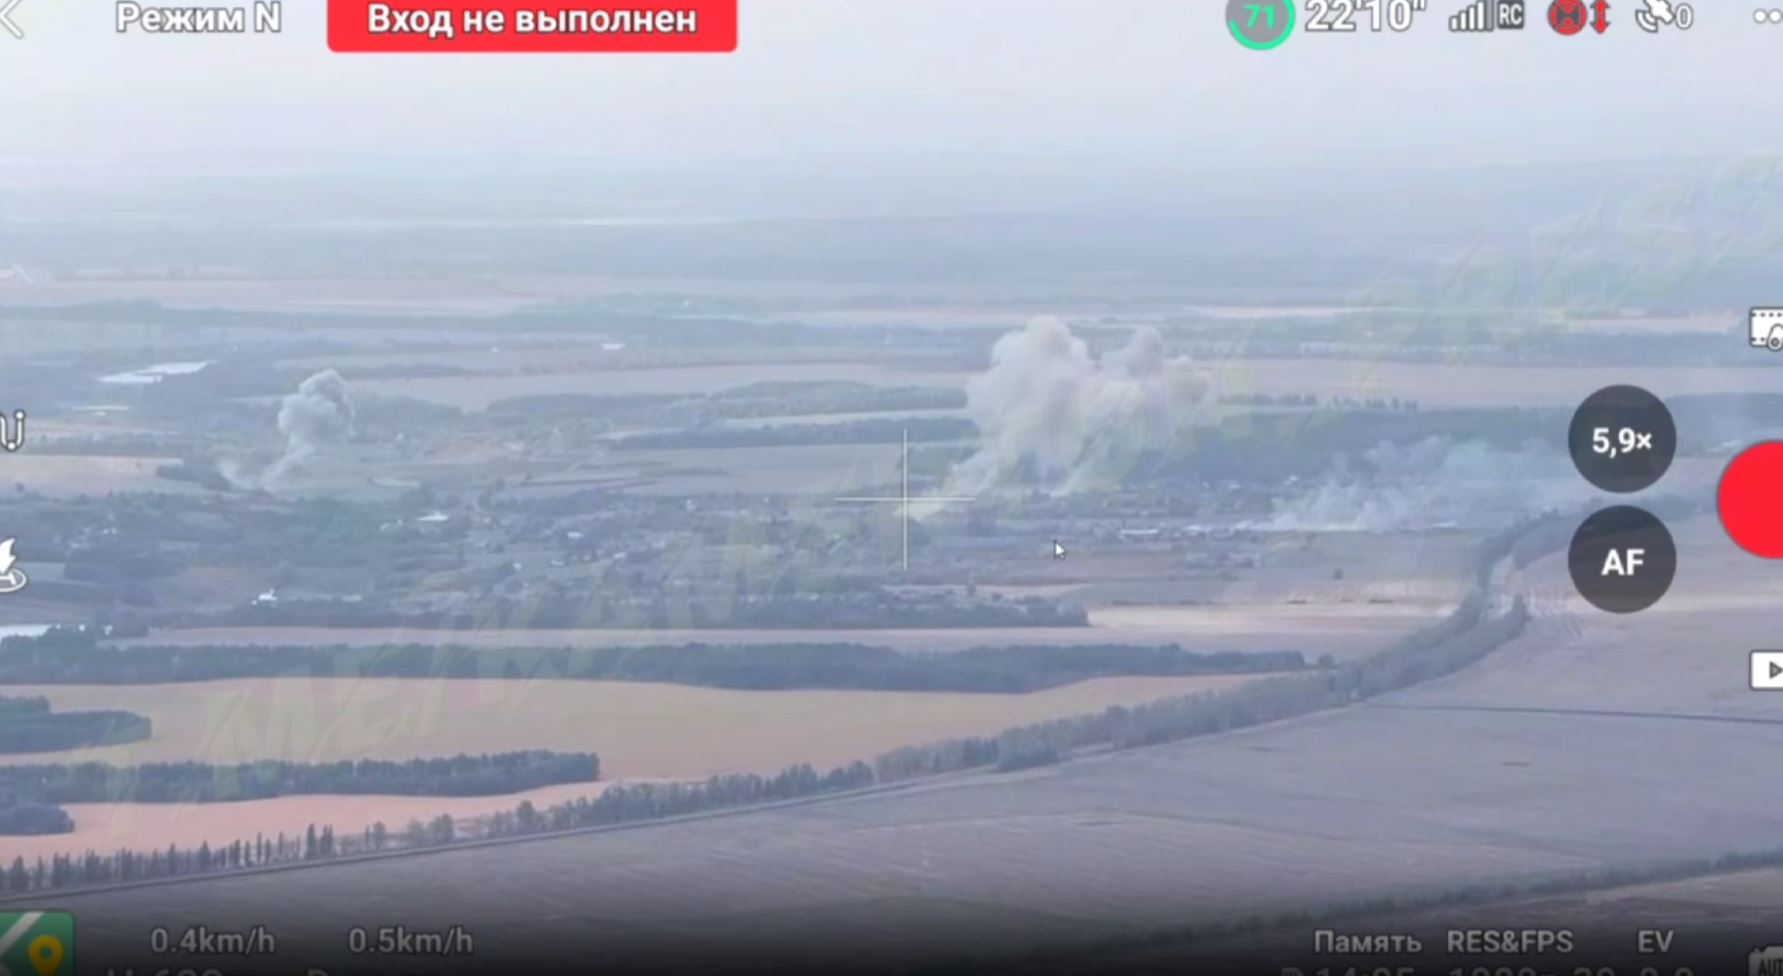 Режим N
Вход не выполнен
71
22'10"
RC
0
5,9×
AF
0.4km/h
0.5km/h
Память
RES&FPS
EV